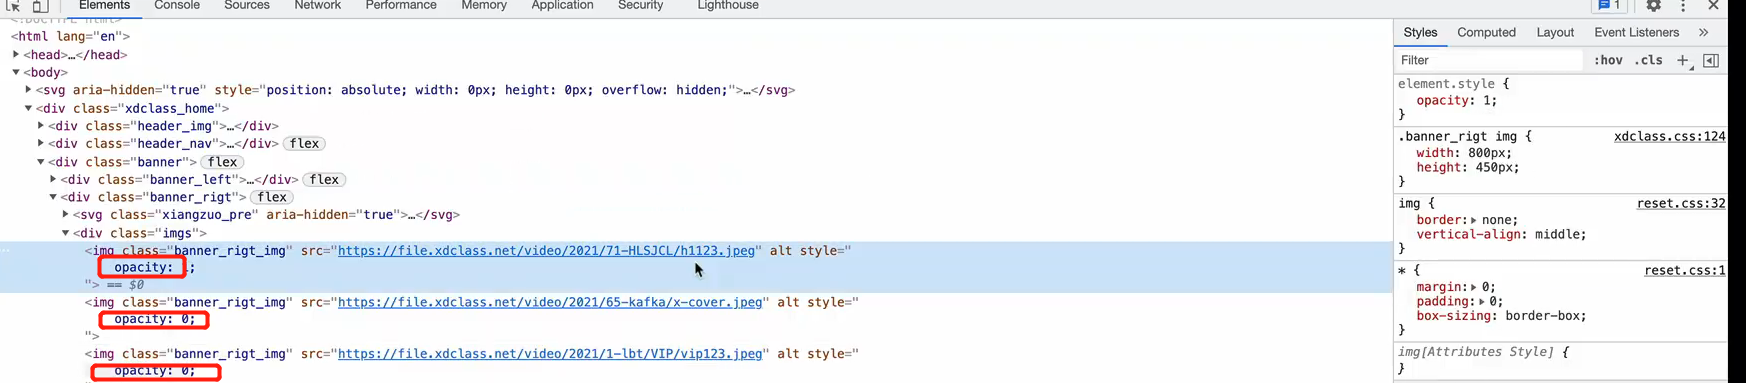 Elements Console Sources Network Performance Memory Application Security Lighthouse 1
<!DOCTYPE html>
<html lang="en">
<head>…</head>
<body>
<svg aria-hidden="true" style="position: absolute; width: 0px; height: 0px; overflow: hidden;">…</svg>
<div class="xdclass_home">
<div class="header_img">…</div>
<div class="header_nav">…</div> flex
<div class="banner"> flex
<div class="banner_left">…</div> flex
<div class="banner_rigt"> flex
<svg class="xiangzuo_pre" aria-hidden="true">…</svg>
<div class="imgs">
<img class="banner_rigt_img" src="https://file.xdclass.net/video/2021/71-HLSJCL/h1123.jpeg" alt style="
opacity: 1;
"> == $0
<img class="banner_rigt_img" src="https://file.xdclass.net/video/2021/65-kafka/x-cover.jpeg" alt style="
opacity: 0;
">
<img class="banner_rigt_img" src="https://file.xdclass.net/video/2021/1-lbt/VIP/vip123.jpeg" alt style="
opacity: 0;
Styles Computed Layout Event Listeners »
Filter :hov .cls +
element.style {
opacity: 1;
}
.banner_rigt img { xdclass.css:124
width: 800px;
height: 450px;
}
img { reset.css:32
border: none;
vertical-align: middle;
}
* { reset.css:1
margin: 0;
padding: 0;
box-sizing: border-box;
}
img[Attributes Style] {
}